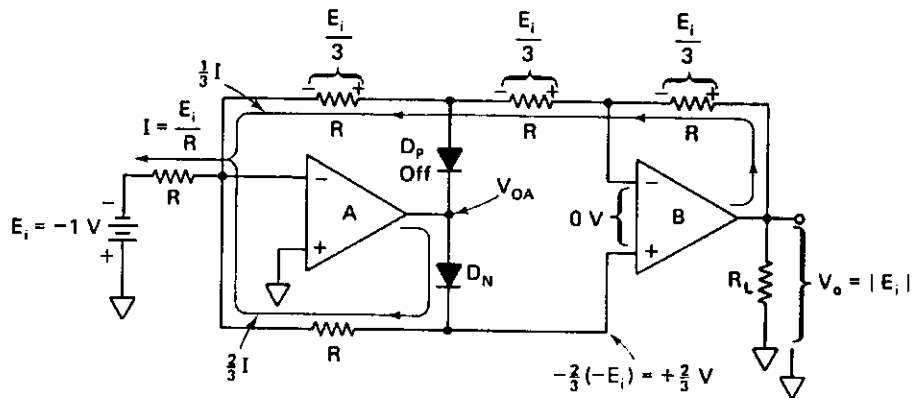 E_i/3
E_i/3
E_i/3
1/3 I
- +
- +
- +
I = E_i/R
R
R
R
D_P
Off
R
V_OA
−
A
+
0 V
−
B
+
E_i = −1 V
−
+
D_N
R_L
V_o = |E_i|
R
2/3 I
−2/3(−E_i) = +2/3 V